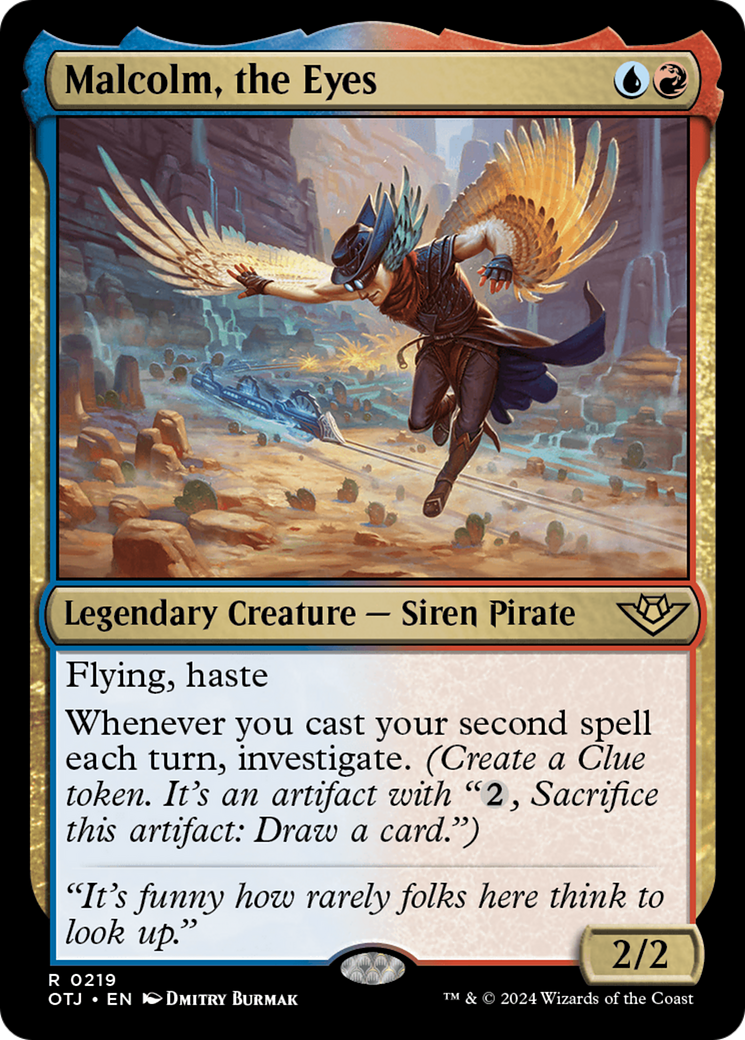 Malcolm, the Eyes
Legendary Creature — Siren Pirate
Flying, haste
Whenever you cast your second spell
each turn, investigate. (Create a Clue
token. It's an artifact with “2, Sacrifice
this artifact: Draw a card.”)
“It's funny how rarely folks here think to
look up.”
2/2
R 0219
OTJ • EN Dmitry Burmak
™ & © 2024 Wizards of the Coast